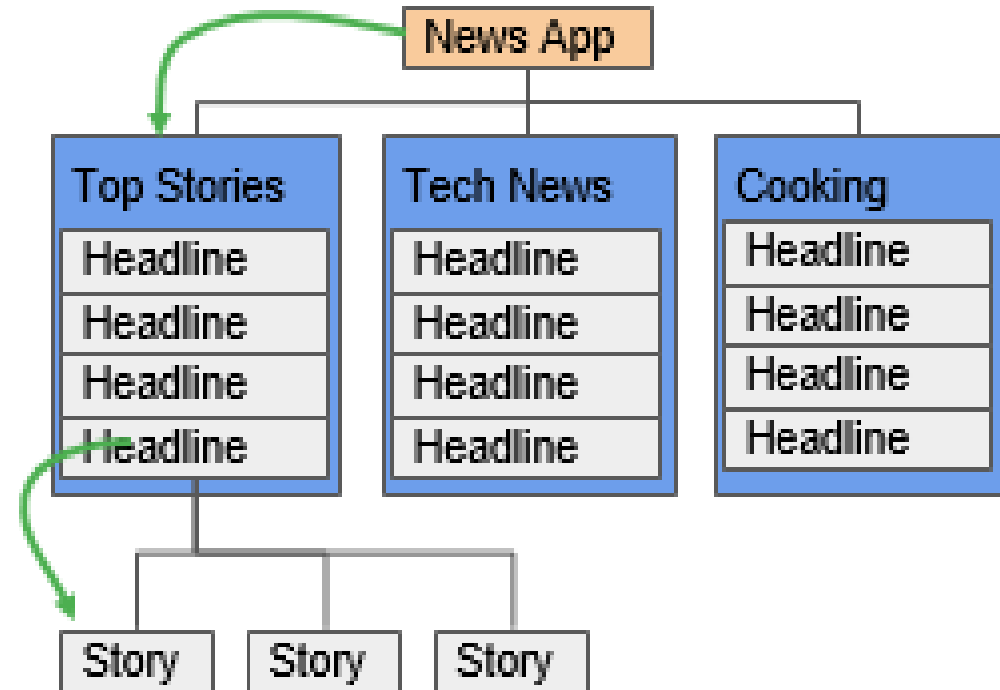 News App
Top Stories
Headline
Headline
Headline
Headline
Tech News
Headline
Headline
Headline
Headline
Cooking
Headline
Headline
Headline
Headline
Story
Story
Story